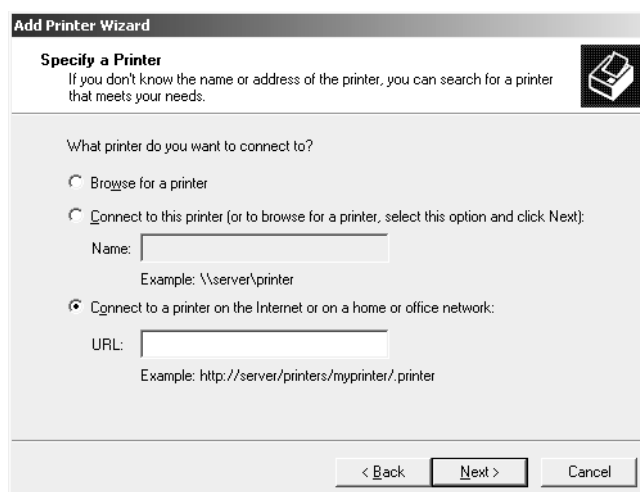 Add Printer Wizard
Specify a Printer
If you don't know the name or address of the printer, you can search for a printer
that meets your needs.
What printer do you want to connect to?
Browse for a printer
Connect to this printer (or to browse for a printer, select this option and click Next):
Name:
Example: \\server\printer
Connect to a printer on the Internet or on a home or office network:
URL:
Example: http://server/printers/myprinter/.printer
< Back Next > Cancel